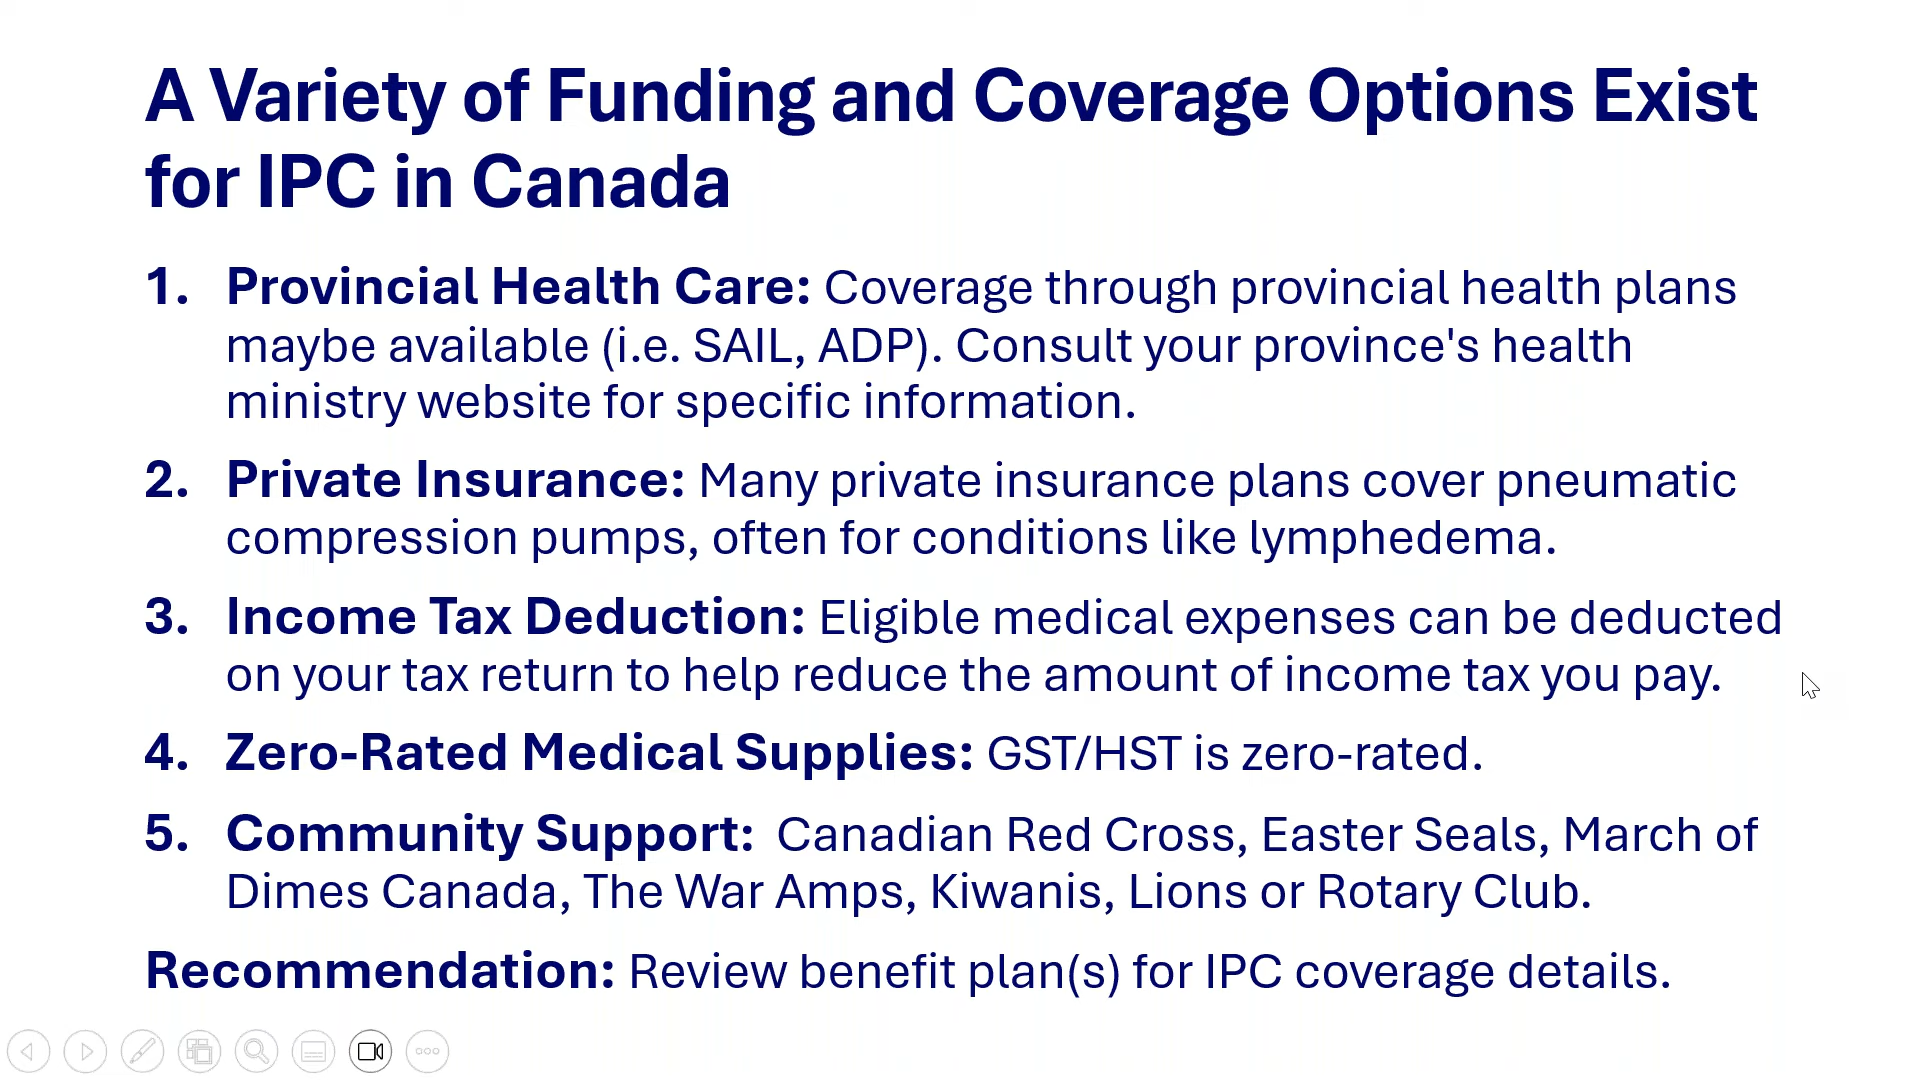 A Variety of Funding and Coverage Options Exist
for IPC in Canada
1. Provincial Health Care: Coverage through provincial health plans
maybe available (i.e. SAIL, ADP). Consult your province's health
ministry website for specific information.
2. Private Insurance: Many private insurance plans cover pneumatic
compression pumps, often for conditions like lymphedema.
3. Income Tax Deduction: Eligible medical expenses can be deducted
on your tax return to help reduce the amount of income tax you pay.
4. Zero-Rated Medical Supplies: GST/HST is zero-rated.
5. Community Support: Canadian Red Cross, Easter Seals, March of
Dimes Canada, The War Amps, Kiwanis, Lions or Rotary Club.
Recommendation: Review benefit plan(s) for IPC coverage details.